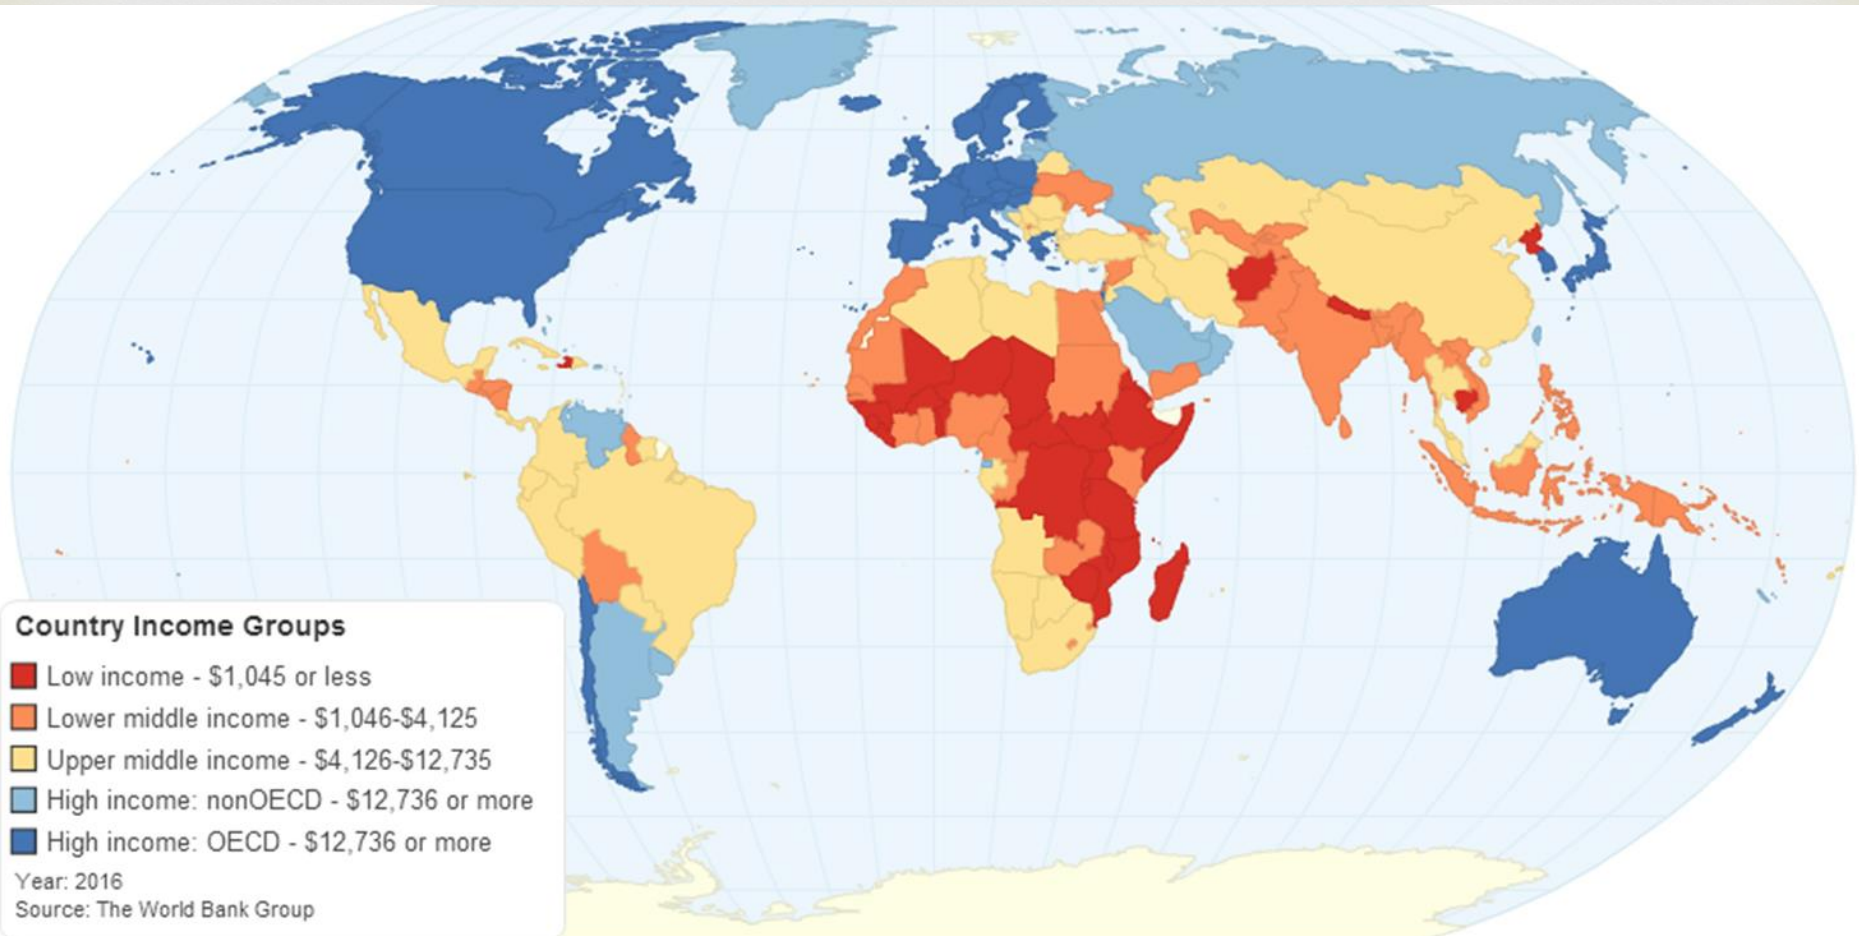 Country Income Groups
Low income - $1,045 or less
Lower middle income - $1,046-$4,125
Upper middle income - $4,126-$12,735
High income: nonOECD - $12,736 or more
High income: OECD - $12,736 or more
Year: 2016
Source: The World Bank Group